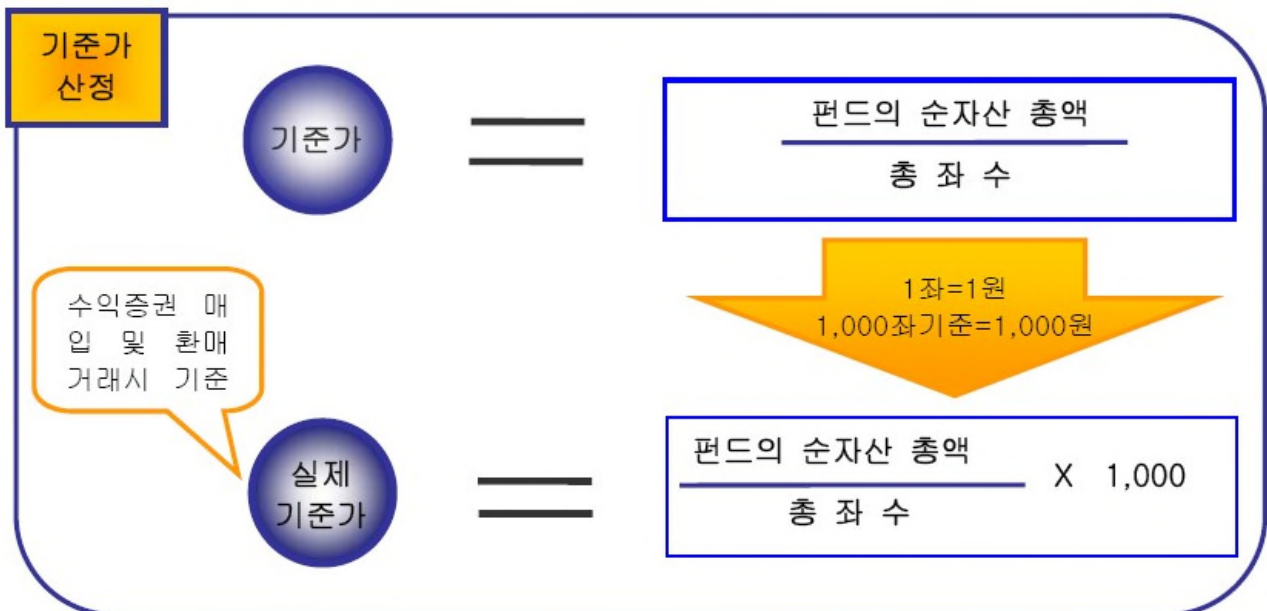 기준가
산정
기준가
펀드의 순자산 총액
총 좌 수
1좌=1원
1,000좌기준=1,000원
수익증권 매
입 및 환매
거래시 기준
실제
기준가
펀드의 순자산 총액
총 좌 수
X 1,000